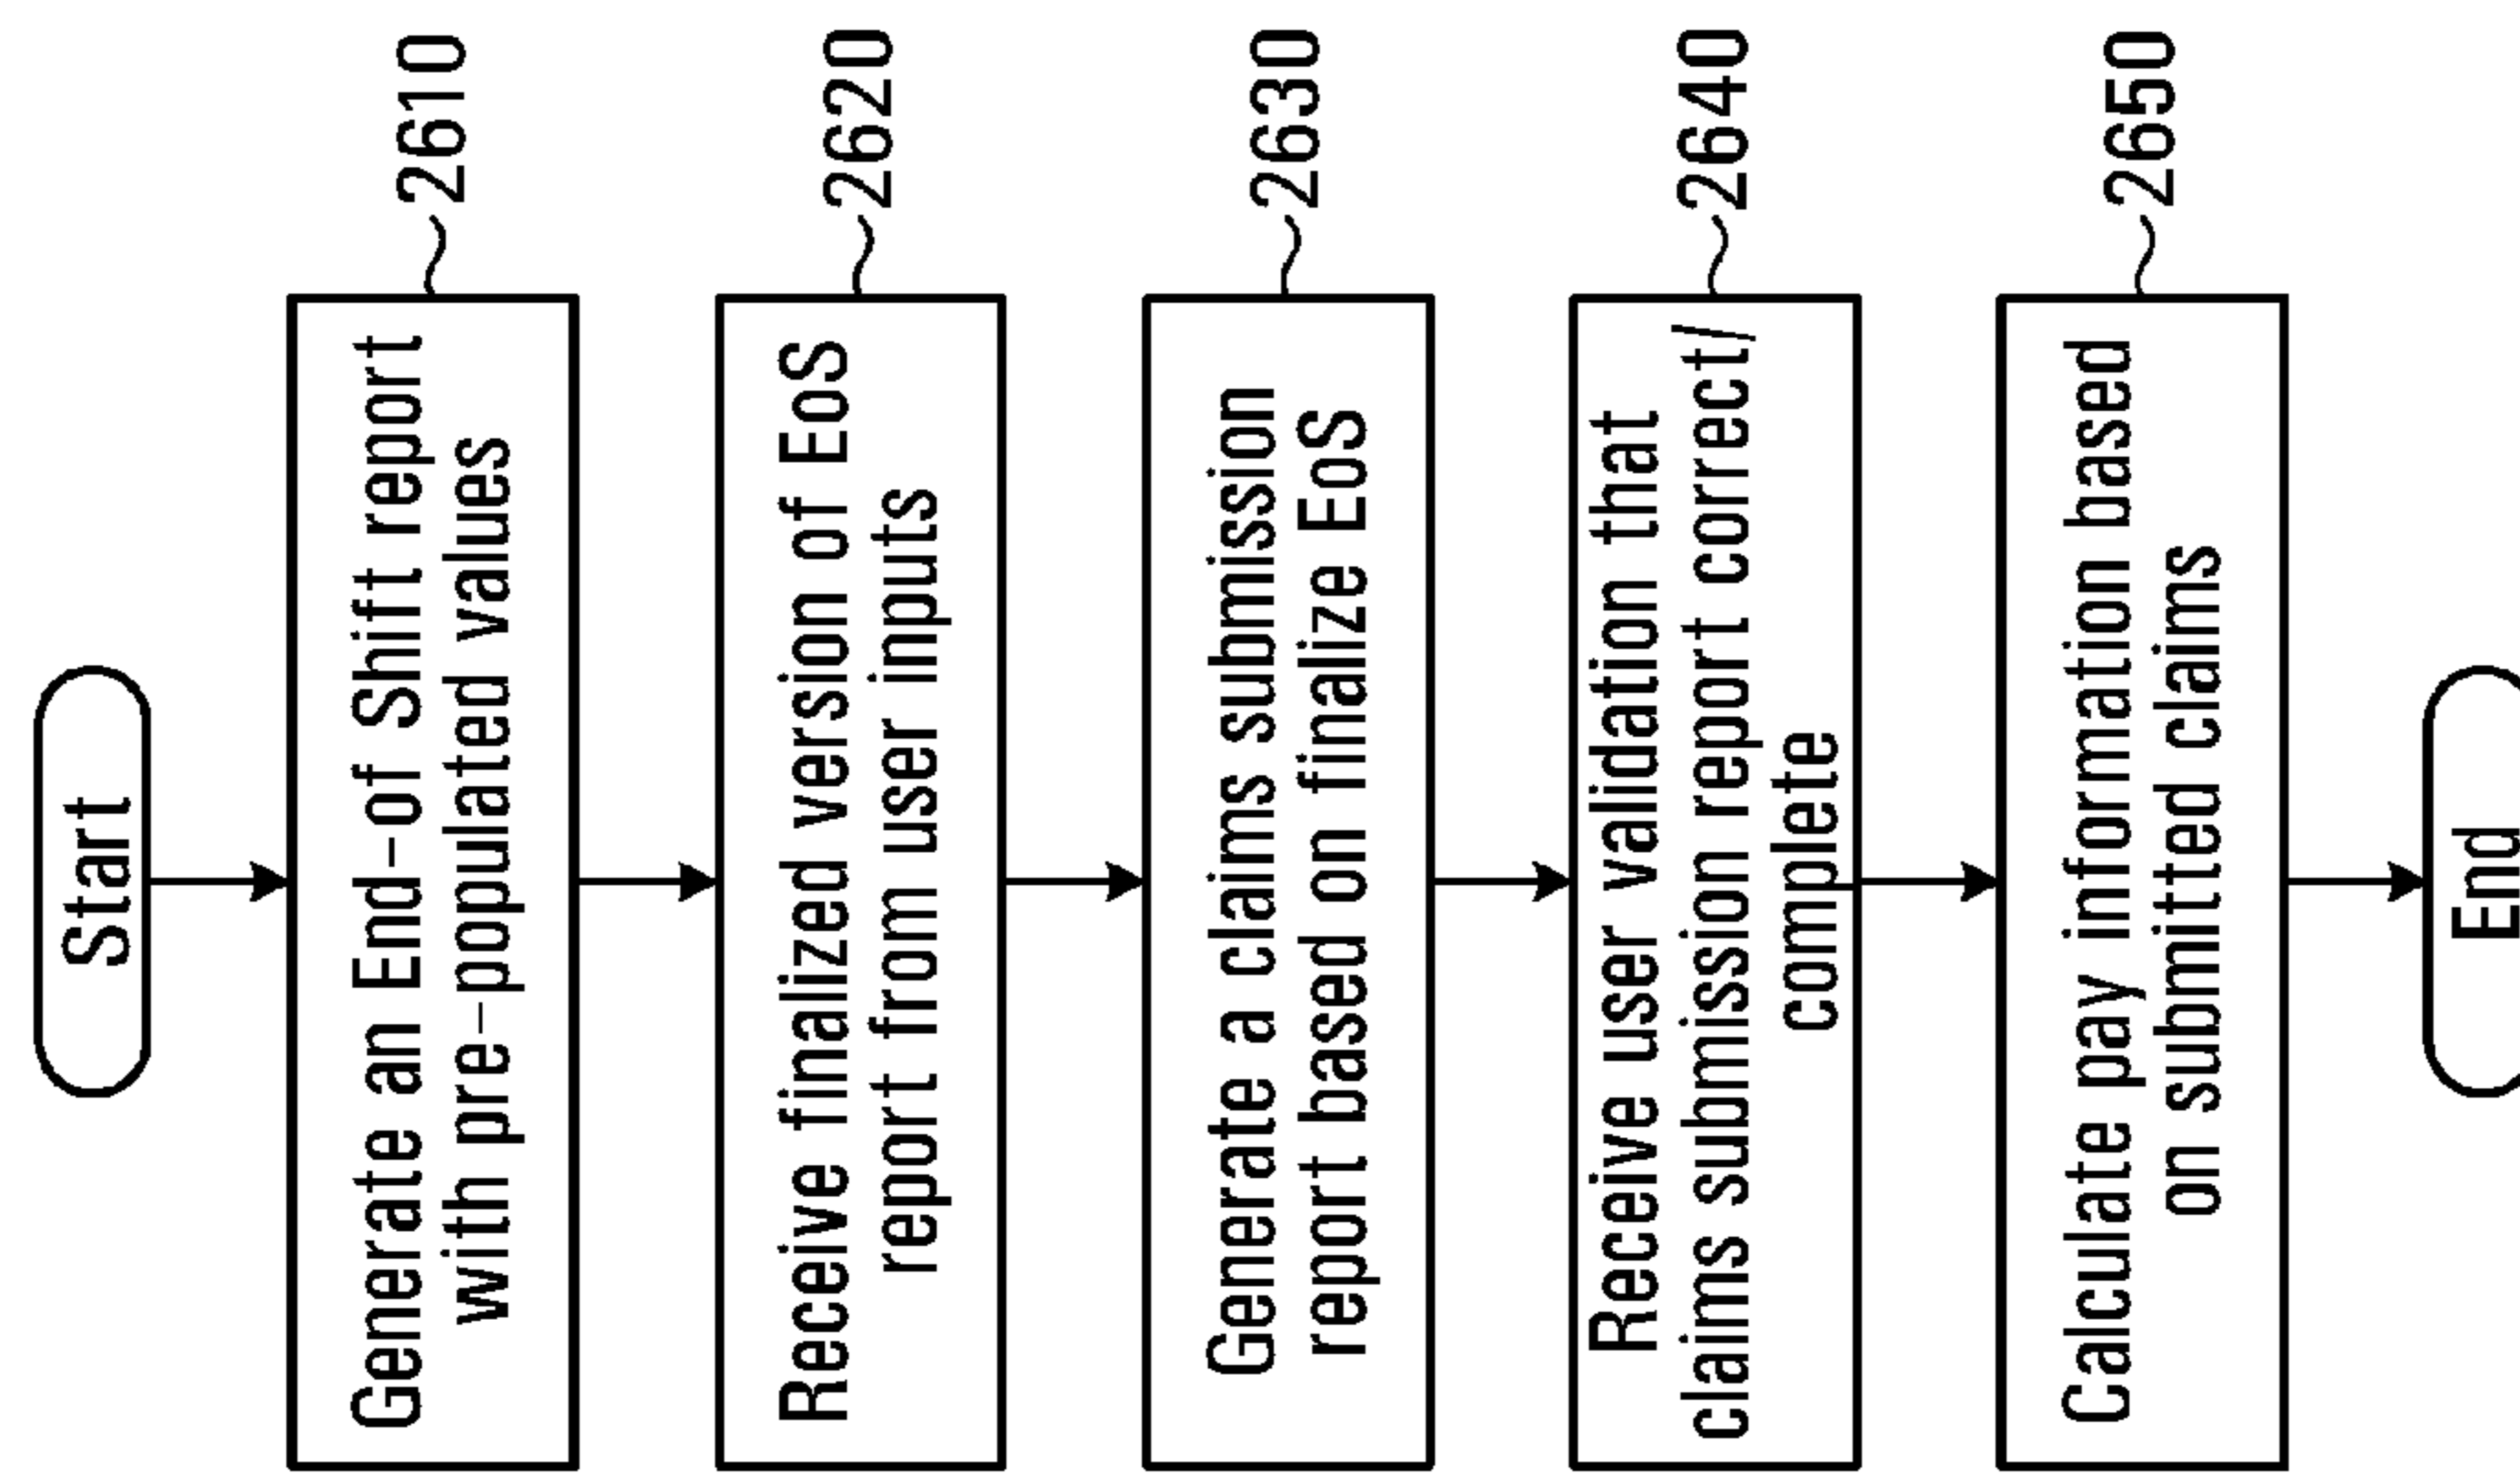 Start
Generate an End-of Shift report
with pre-populated values
2610
Receive finalized version of EoS
report from user inputs
2620
Generate a claims submission
report based on finalize EoS
2630
Receive user validation that
claims submission report correct/
complete
2640
Calculate pay information based
on submitted claims
2650
End